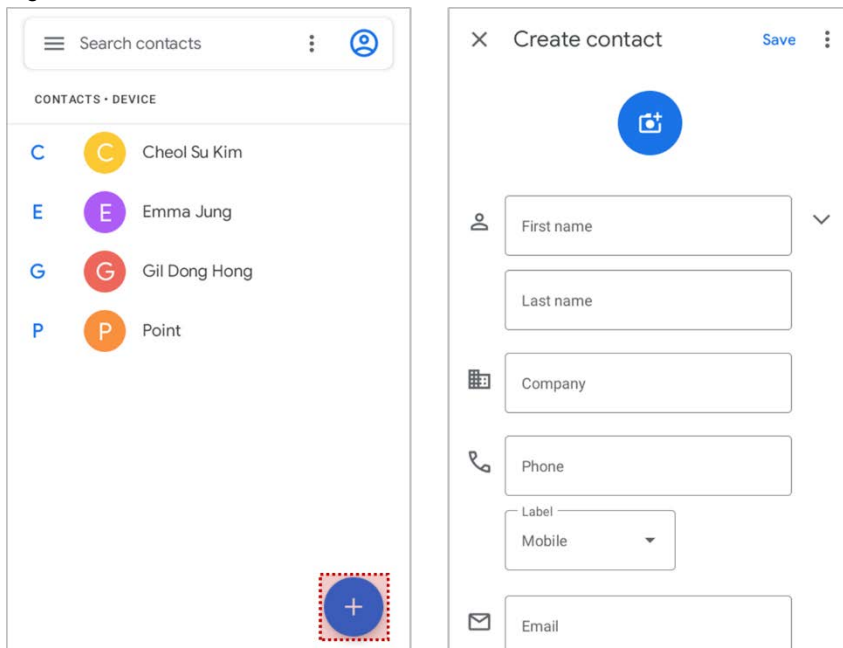 Search contacts
CONTACTS • DEVICE
C C Cheol Su Kim
E E Emma Jung
G G Gil Dong Hong
P P Point
Create contact Save
First name
Last name
Company
Phone
Label
Mobile
Email